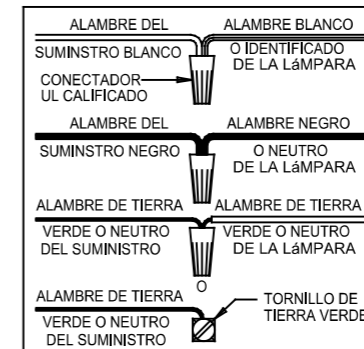 ALAMBRE DEL ALAMBRE BLANCO
SUMINSTRO BLANCO O IDENTIFICADO
DE LA LáMPARA
CONECTADOR
UL CALIFICADO
ALAMBRE DEL ALAMBRE NEGRO
SUMINSTRO NEGRO O NEUTRO
DE LA LáMPARA
ALAMBRE DE TIERRA ALAMBRE DE TIERRA
VERDE O NEUTRO VERDE O NEUTRO
DEL SUMINISTRO DE LA LáMPARA
O
ALAMBRE DE TIERRA TORNILLO DE
TIERRA VERDE
VERDE O NEUTRO
DEL SUMINISTRO